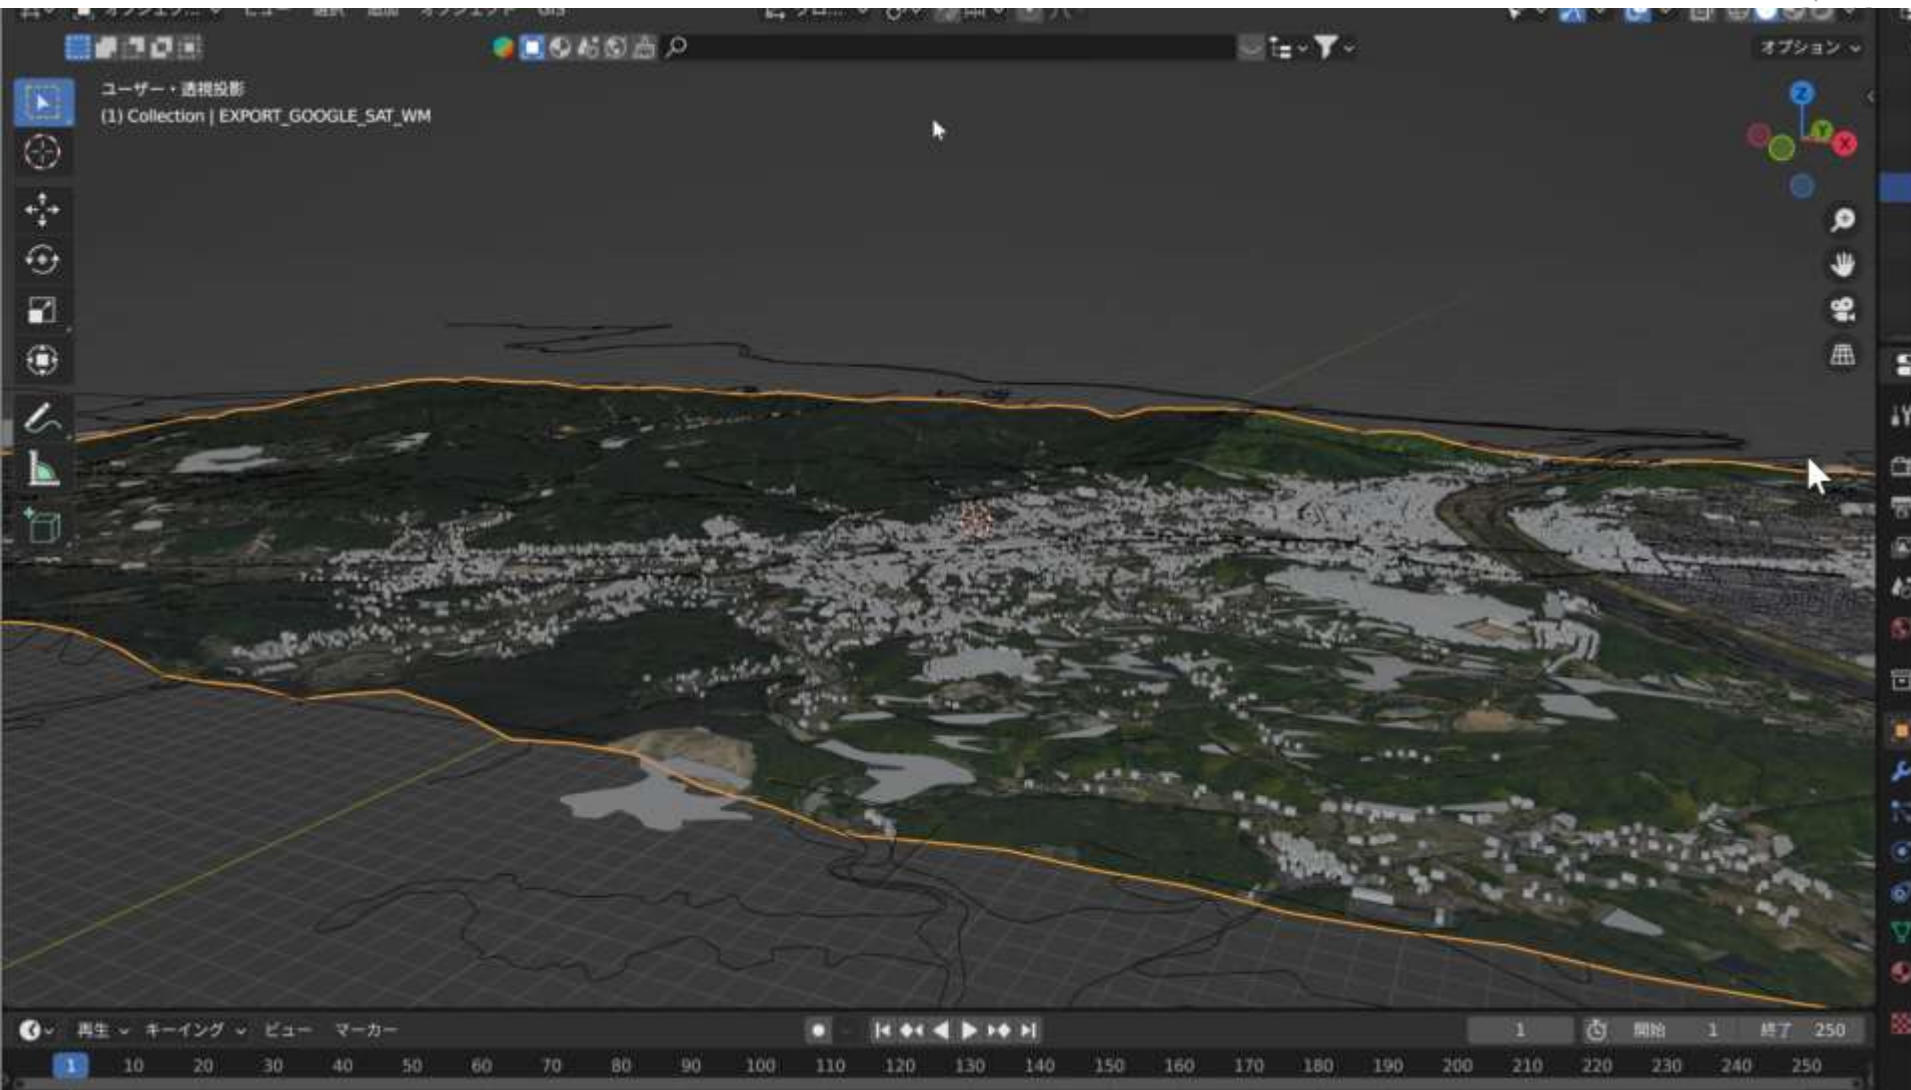 オプション
ユーザー・透視投影
(1) Collection | EXPORT_GOOGLE_SAT_WM
Z
Y
X
再生 キーイング ビュー マーカー 1 開始 1 終了 250
1 10 20 30 40 50 60 70 80 90 100 110 120 130 140 150 160 170 180 190 200 210 220 230 240 250